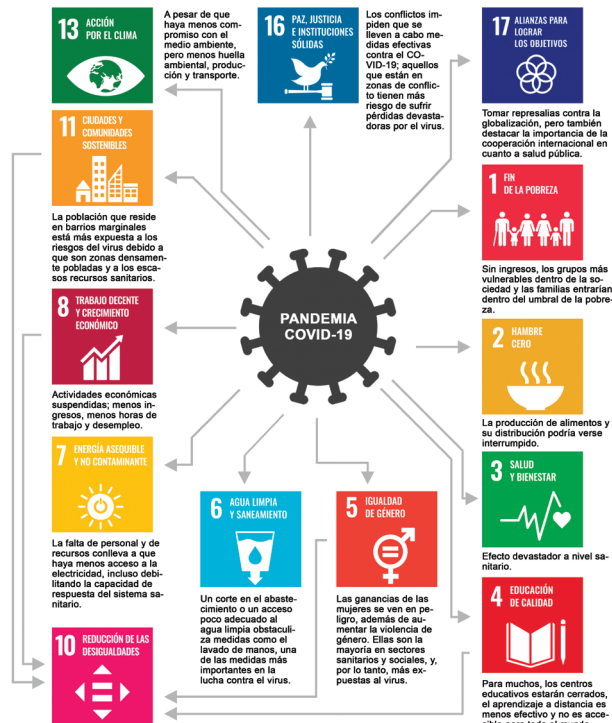 13 ACCIÓN
POR EL CLIMA
A pesar de que
haya menos com-
promiso con el
medio ambiente,
pero menos huella
ambiental, produc-
ción y transporte.
16 PAZ, JUSTICIA
E INSTITUCIONES
SÓLIDAS
Los conflictos im-
piden que se
lleven a cabo me-
didas efectivas
contra el CO-
VID-19; aquellos
que están en
zonas de conflic-
to tienen más
riesgo de sufrir
pérdidas devasta-
doras por el virus.
17 ALIANZAS PARA
LOGRAR
LOS OBJETIVOS
Tomar represalias contra la
globalización, pero también
destacar la importancia de la
cooperación internacional en
cuanto a salud pública.
11 CIUDADES Y
COMUNIDADES
SOSTENIBLES
La población que reside
en barrios marginales
está más expuesta a los
riesgos del virus debido a
que son zonas densamen-
te pobladas y a los esca-
sos recursos sanitarios.
1 FIN
DE LA POBREZA
Sin ingresos, los grupos más
vulnerables dentro de la so-
ciedad y las familias entrarían
dentro del umbral de la pobre-
za.
PANDEMIA
COVID-19
8 TRABAJO DECENTE
Y CRECIMIENTO
ECONÓMICO
Actividades económicas
suspendidas; menos in-
gresos, menos horas de
trabajo y desempleo.
2 HAMBRE
CERO
La producción de alimentos y
su distribución podría verse
interrumpido.
7 ENERGÍA ASEQUIBLE
Y NO CONTAMINANTE
La falta de personal y de
recursos conlleva a que
haya menos acceso a la
electricidad, incluso debi-
litando la capacidad de
respuesta del sistema sa-
nitario.
6 AGUA LIMPIA
Y SANEAMIENTO
Un corte en el abaste-
cimiento o un acceso
poco adecuado al
agua limpia obstaculi-
za medidas como el
lavado de manos, una
de las medidas más
importantes en la
lucha contra el virus.
5 IGUALDAD
DE GÉNERO
Las ganancias de las
mujeres se ven en pe-
ligro, además de au-
mentar la violencia de
género. Ellas son la
mayoría en sectores
sanitarios y sociales, y,
por lo tanto, más ex-
puestas al virus.
3 SALUD
Y BIENESTAR
Efecto devastador a nivel sa-
nitario.
4 EDUCACIÓN
DE CALIDAD
Para muchos, los centros
educativos estarán cerrados,
el aprendizaje a distancia es
menos efectivo y no es acce-
sible para todo el mundo.
10 REDUCCIÓN DE LAS
DESIGUALDADES